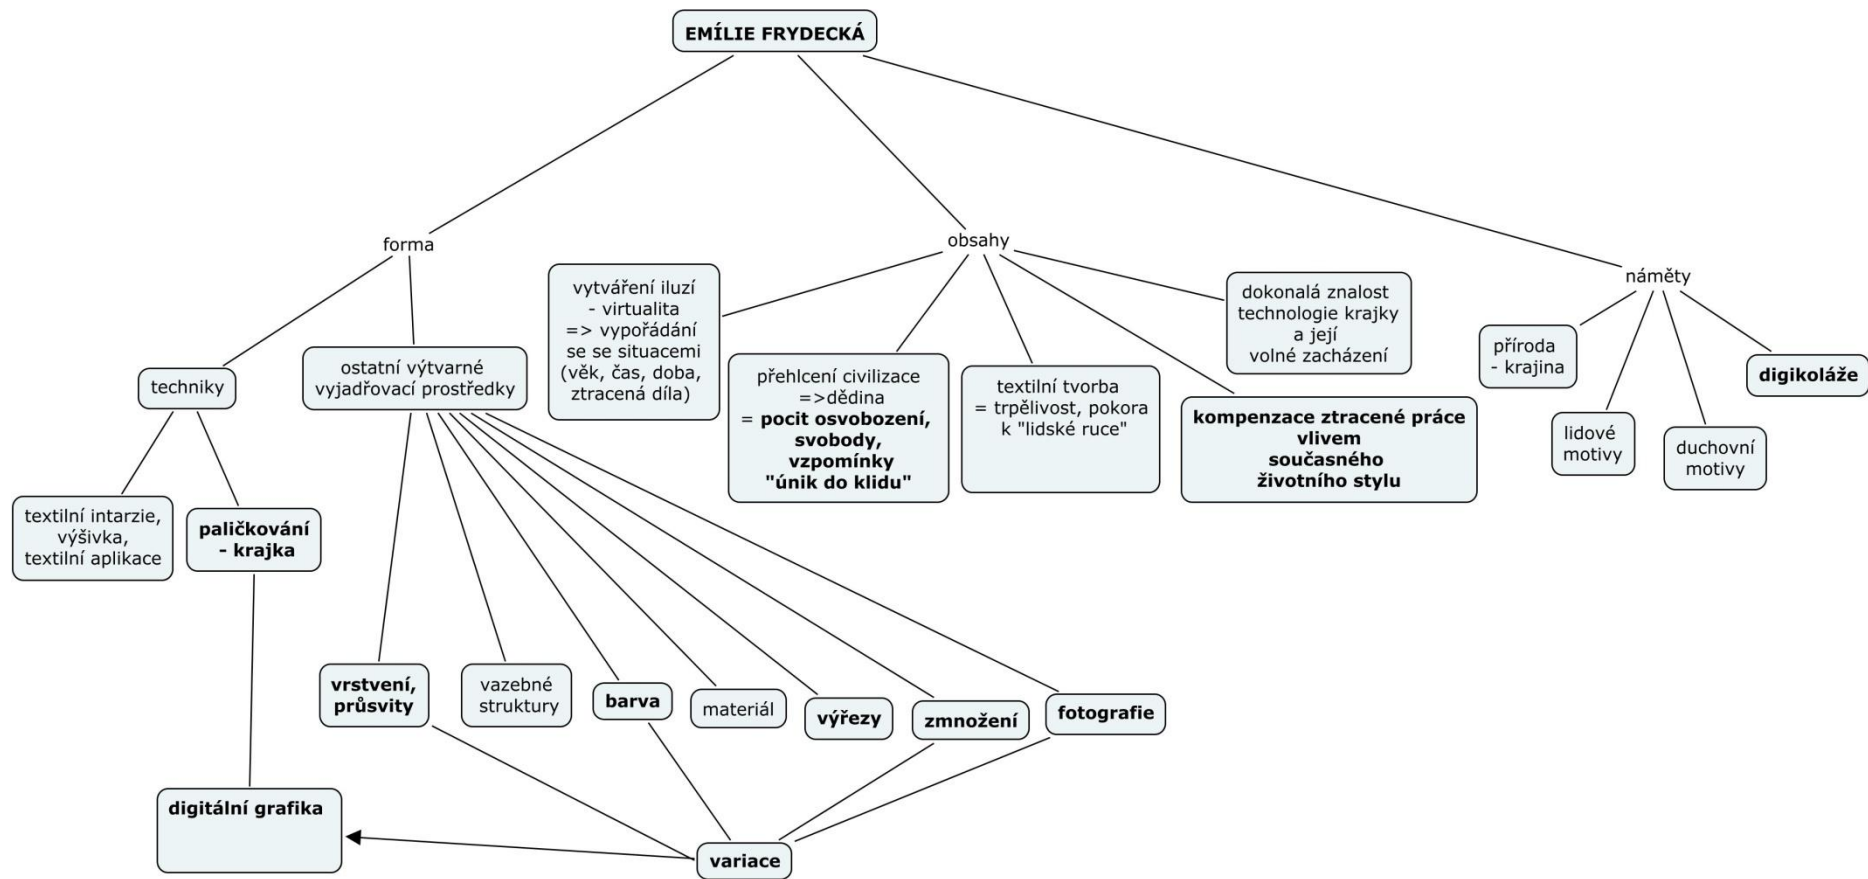 EMÍLIE FRYDECKÁ
forma
obsahy
náměty
techniky
ostatní výtvarné
vyjadřovací prostředky
vytváření iluzí
- virtualita
=> vypořádání
se se situacemi
(věk, čas, doba,
ztracená díla)
přehlcení civilizace
=>dědina
= pocit osvobození,
svobody,
vzpomínky
"únik do klidu"
textilní tvorba
= trpělivost, pokora
k "lidské ruce"
kompenzace ztracené práce
vlivem
současného
životního stylu
dokonalá znalost
technologie krajky
a její
volné zacházení
příroda
- krajina
lidové
motivy
duchovní
motivy
digikoláže
textilní intarzie,
výšivka,
textilní aplikace
paličkování
- krajka
vrstvení,
průsvity
vazebné
struktury
barva
materiál
výřezy
zmnožení
fotografie
digitální grafika
variace